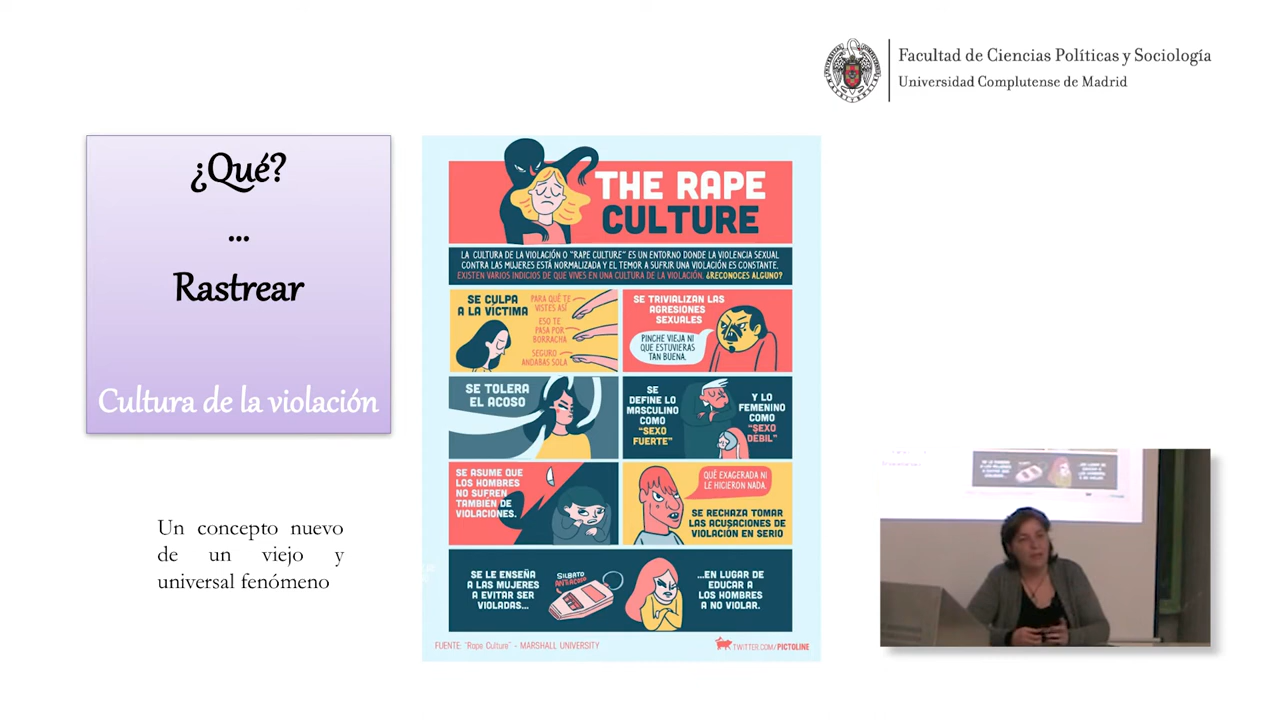 Facultad de Ciencias Políticas y Sociología
Universidad Complutense de Madrid
¿Qué?
...
Rastrear
Cultura de la violación
Un concepto nuevo
de un viejo y
universal fenómeno
THE RAPE
CULTURE
LA CULTURA DE LA VIOLACIÓN O "RAPE CULTURE" ES UN ENTORNO DONDE LA VIOLENCIA SEXUAL
CONTRA LAS MUJERES ESTÁ NORMALIZADA Y EL TEMOR A SUFRIR UNA VIOLACIÓN ES CONSTANTE.
EXISTEN VARIOS INDICIOS DE QUE VIVES EN UNA CULTURA DE LA VIOLACIÓN. ¿RECONOCES ALGUNO?
SE CULPA
A LA VÍCTIMA
PARA QUÉ TE
VISTES ASÍ
ESO TE
PASA POR
BORRACHA.
SEGURO
ANDABAS SOLA
SE TRIVIALIZAN LAS
AGRESIONES
SEXUALES
PINCHE VIEJA NI
QUE ESTUVIERAS
TAN BUENA.
SE TOLERA
EL ACOSO
SE
DEFINE LO
MASCULINO
COMO
"SEXO
FUERTE"
Y LO
FEMENINO
COMO
"SEXO
DÉBIL"
SE ASUME QUE
LOS HOMBRES
NO SUFREN
TAMBIÉN DE
VIOLACIONES.
QUÉ EXAGERADA NI
LE HICIERON NADA.
SE RECHAZA TOMAR
LAS ACUSACIONES DE
VIOLACIÓN EN SERIO
SE LE ENSEÑA
A LAS MUJERES
A EVITAR SER
VIOLADAS...
SILBATO
ANTIACOSO
...EN LUGAR DE
EDUCAR A
LOS HOMBRES
A NO VIOLAR.
FUENTE: "Rape Culture" - MARSHALL UNIVERSITY
TWITTER.COM/PICTOLINE